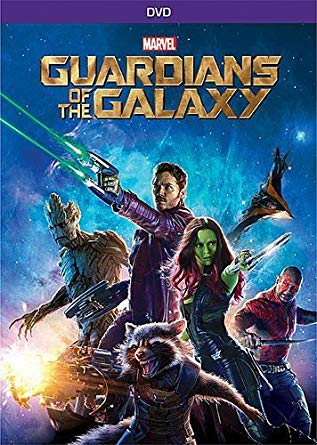 DVD
MARVEL
GUARDIANS
OF THE GALAXY